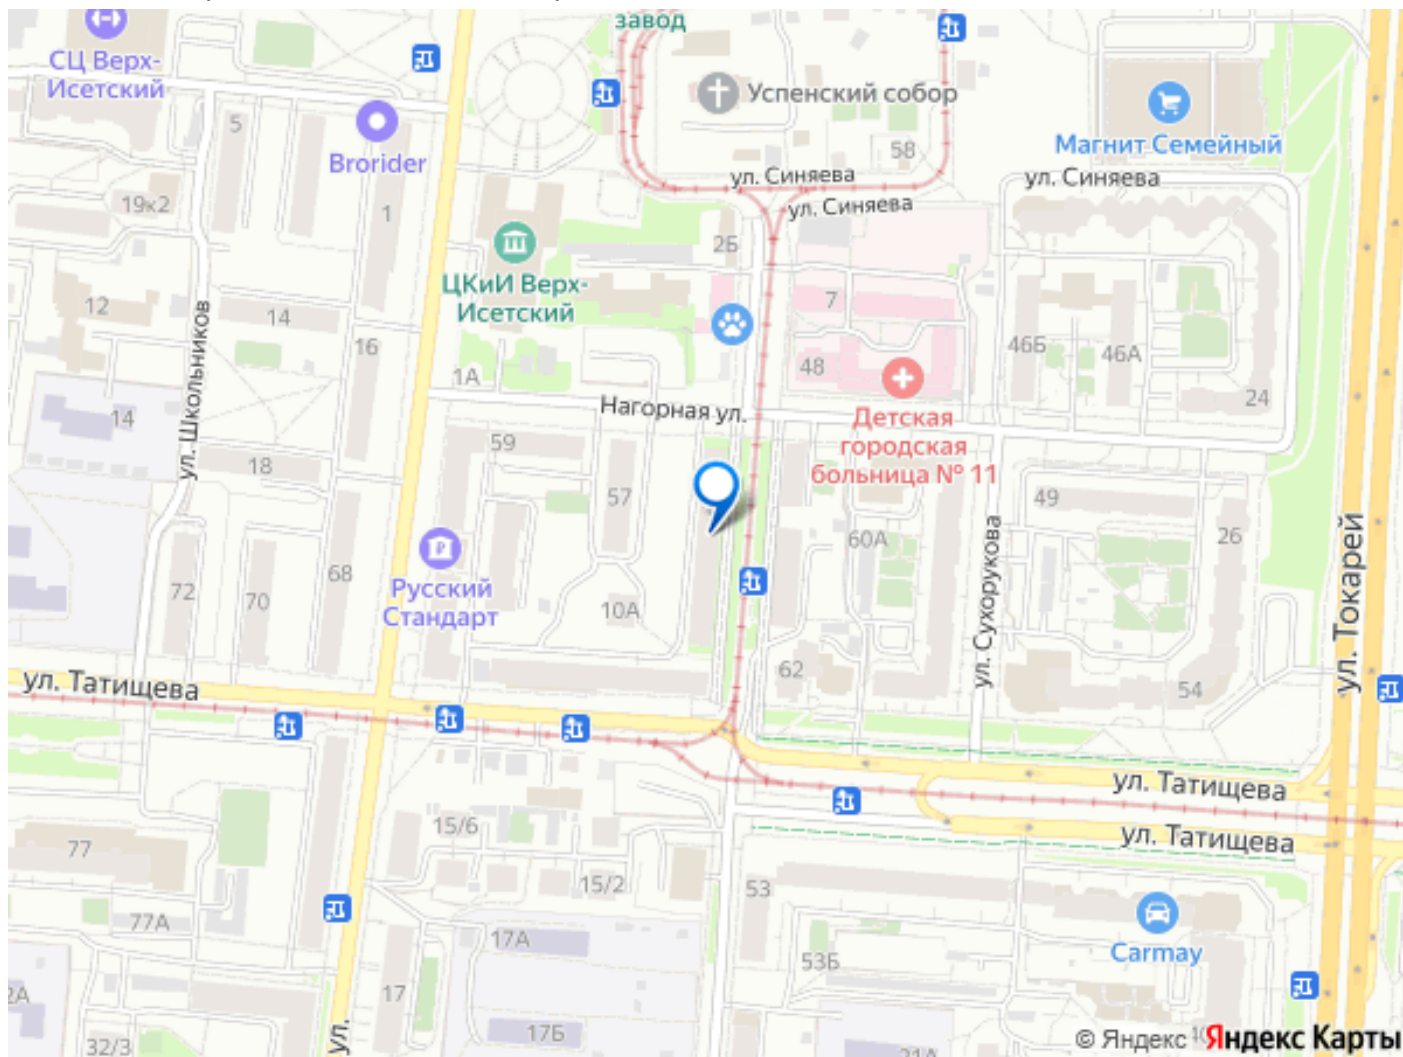 завод
СЦ Верх-
Исетский
Успенский собор
Магнит Семейный
5
Brorider
58
ул. Синяева
ул. Синяева
ул. Синяева
19к2
1
2Б
ЦКиИ Верх-
Исетский
12
14
7
16
46Б
46А
ул. Школьников
1А
48
24
Нагорная ул.
Детская
городская
больница № 11
14
59
18
57
49
60А
26
ул. Сухорукова
ул. Токарей
Русский
Стандарт
72
70
68
10А
62
54
ул. Татищева
ул. Татищева
ул. Татищева
15/6
77
15/2
53
77А
17А
Carmay
53Б
17
2А
17Б
32/3
ул.
21А
© Яндекс
Яндекс Карты